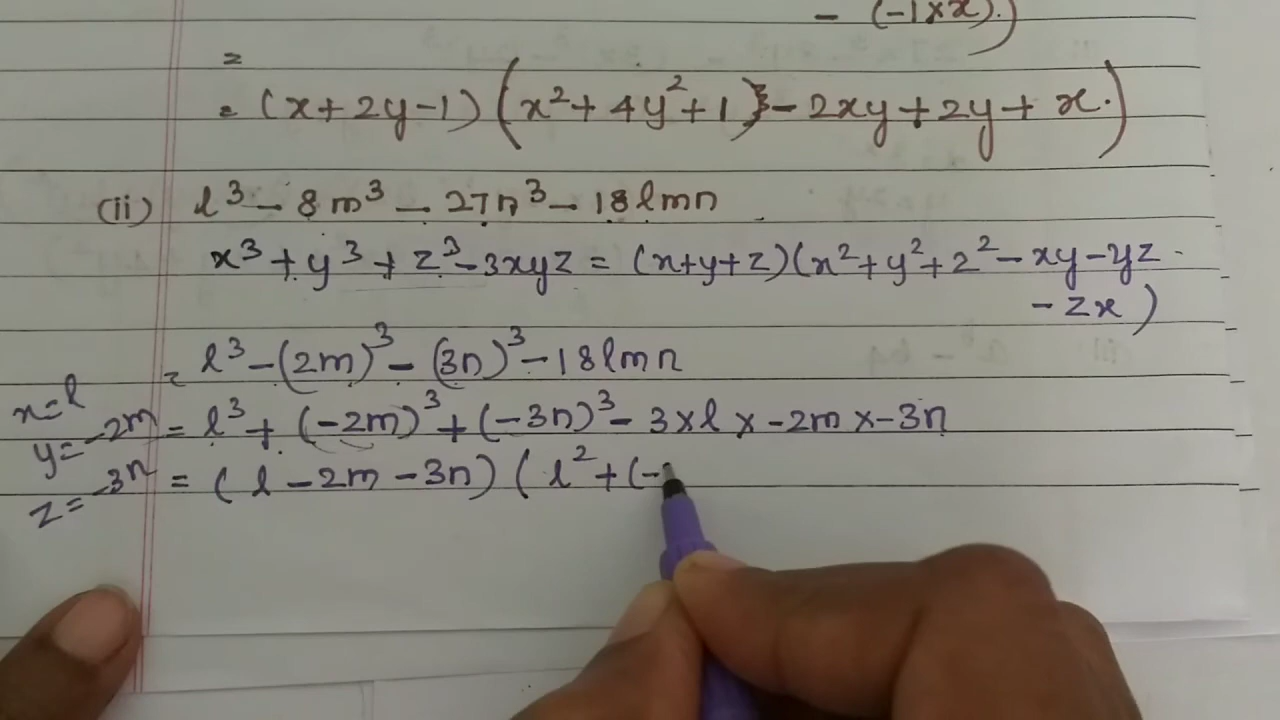 - (-1×x).)
=
= (x+2y-1) (x²+4y²+1 - 2xy+2y+x.)
(ii) l³ - 8m³ - 27n³ - 18lmn
x³+y³+z³-3xyz = (x+y+z)(x²+y²+z²-xy-yz
- zx)
= l³-(2m)³-(3n)³-18lmn
x=l
y=-2m = l³+(-2m)³+(-3n)³-3×l×-2m×-3n
z=-3n = (l-2m-3n)(l²+(-